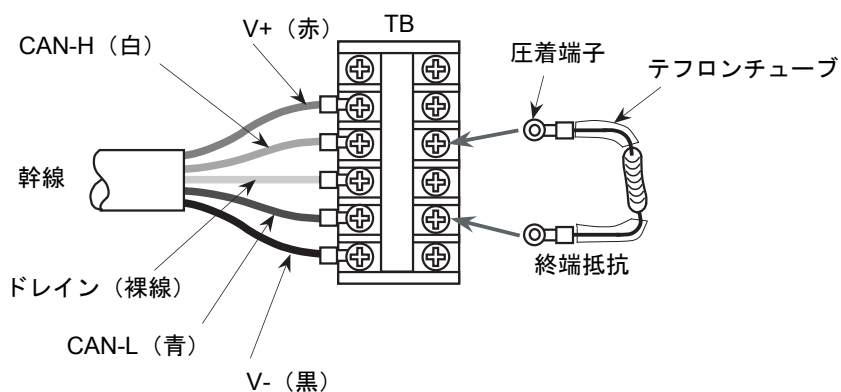 V+（赤）
TB
CAN-H（白）
圧着端子
テフロンチューブ
幹線
終端抵抗
ドレイン（裸線）
CAN-L（青）
V-（黒）